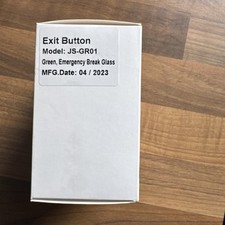 Exit Button
Model: JS-GR01
Green, Emergency Break Glass
MFG.Date: 04 / 2023